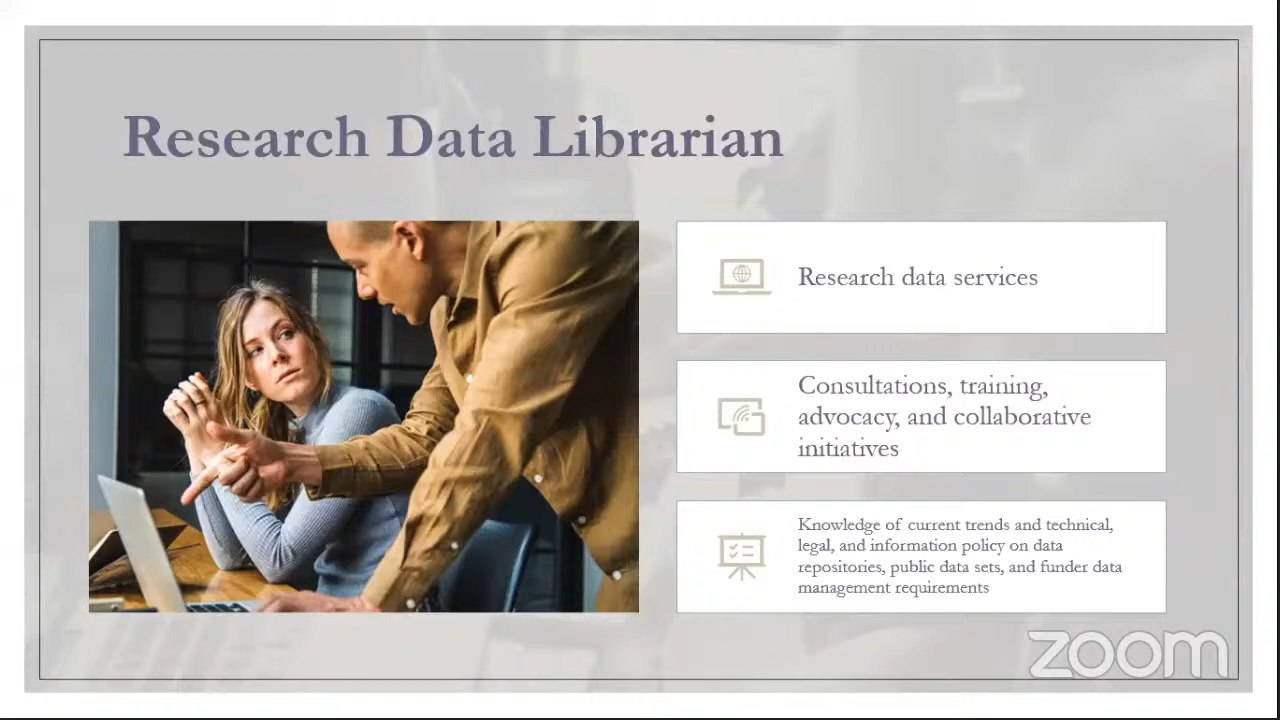 Research Data Librarian
Research data services
Consultations, training,
advocacy, and collaborative
initiatives
Knowledge of current trends and technical,
legal, and information policy on data
repositories, public data sets, and funder data
management requirements
zoom